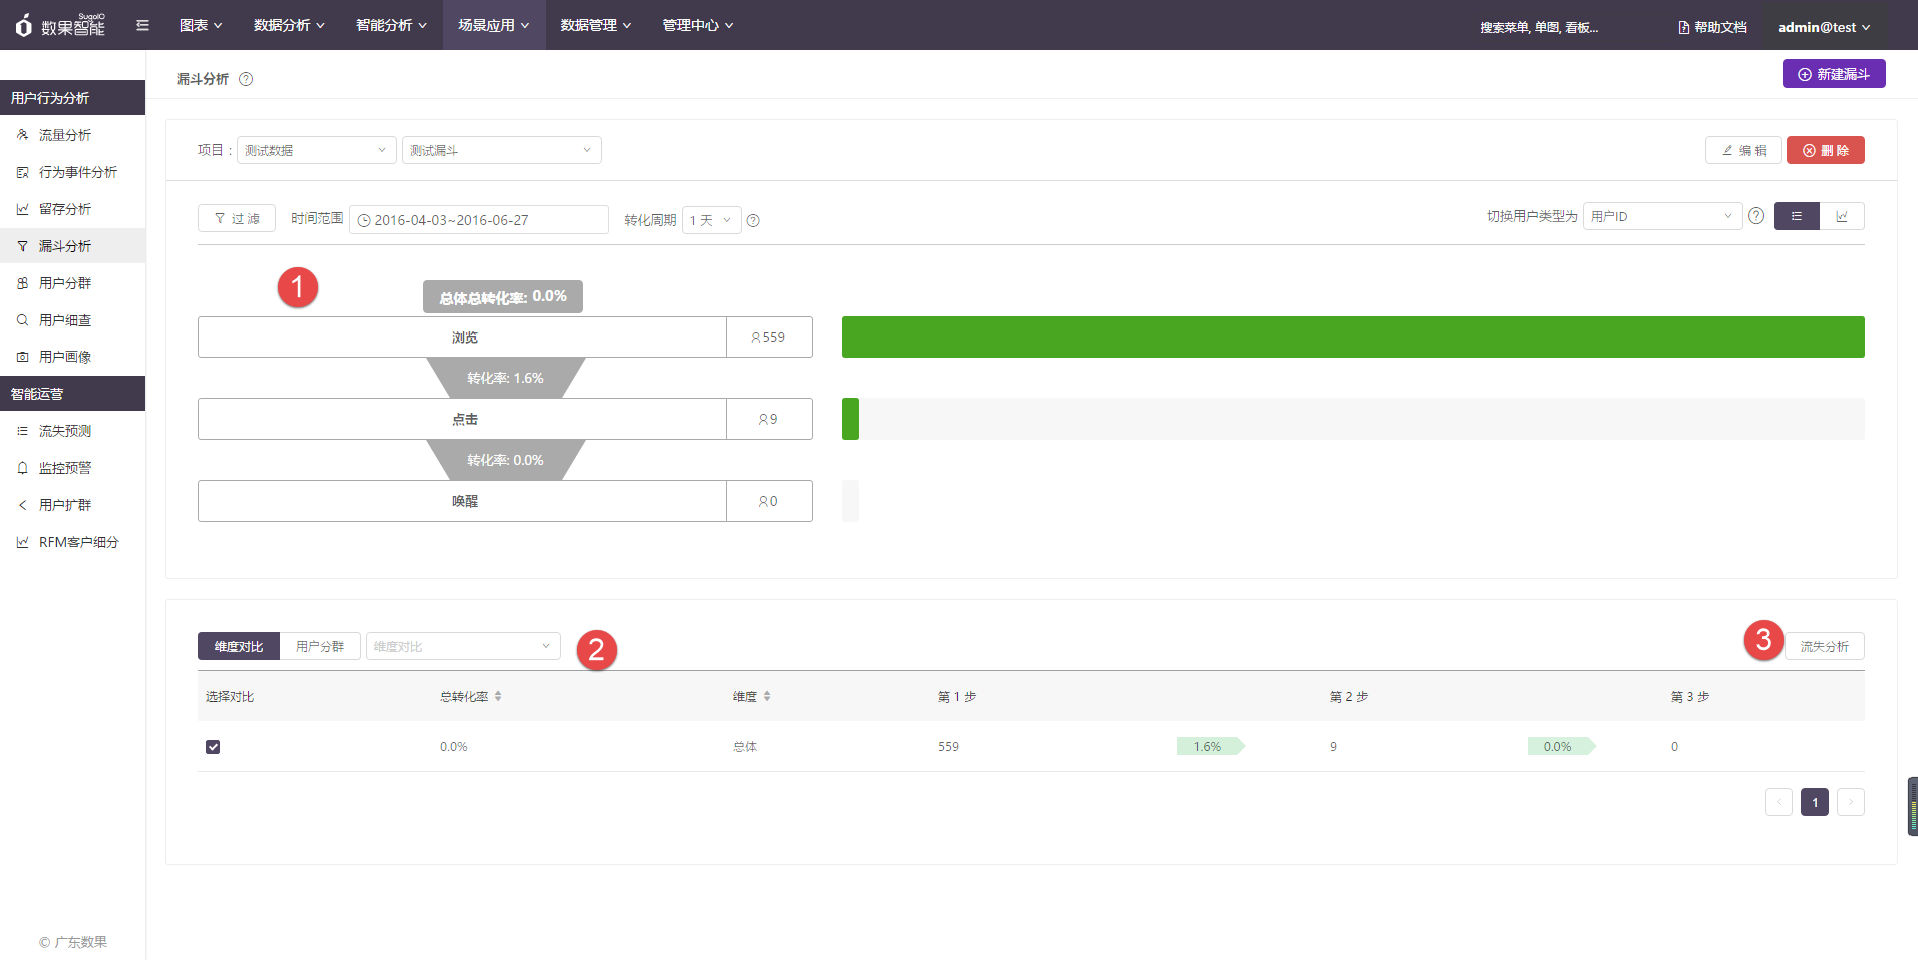 SugoIO
数果智能
图表
数据分析
智能分析
场景应用
数据管理
管理中心
搜索菜单, 单图, 看板...
帮助文档
admin@test
用户行为分析
流量分析
行为事件分析
留存分析
漏斗分析
用户分群
用户细查
用户画像
智能运营
流失预测
监控预警
用户扩群
RFM客户细分
© 广东数果
漏斗分析
新建漏斗
项目 :
测试数据
测试漏斗
编 辑
删 除
过 滤
时间范围
2016-04-03~2016-06-27
转化周期
1 天
切换用户类型为
用户ID
1
总体总转化率: 0.0%
浏览
559
转化率: 1.6%
点击
9
转化率: 0.0%
唤醒
0
维度对比
用户分群
维度对比
2
3
流失分析
选择对比
总转化率
维度
第 1 步
第 2 步
第 3 步
0.0%
总体
559
1.6%
9
0.0%
0
1